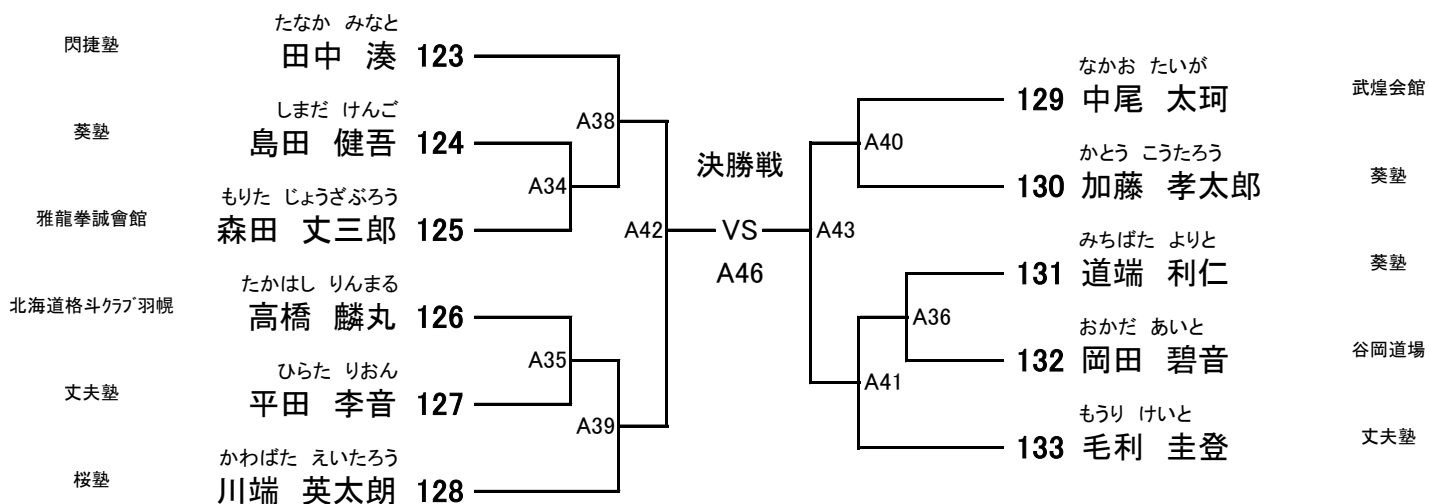 たなか みなと
閃捷塾 田中 湊 123
しまだ けんご
葵塾 島田 健吾 124
もりた じょうざぶろう
雅龍拳誠會館 森田 丈三郎 125
たかはし りんまる
北海道格斗クラブ羽幌 高橋 麟丸 126
ひらた りおん
丈夫塾 平田 李音 127
かわばた えいたろう
桜塾 川端 英太朗 128
A38
A34
A42
A35
A39
決勝戦
VS
A46
A40
A43
A36
A41
なかお たいが
129 中尾 太珂 武煌会館
かとう こうたろう
130 加藤 孝太郎 葵塾
みちばた よりと
131 道端 利仁 葵塾
おかだ あいと
132 岡田 碧音 谷岡道場
もうり けいと
133 毛利 圭登 丈夫塾